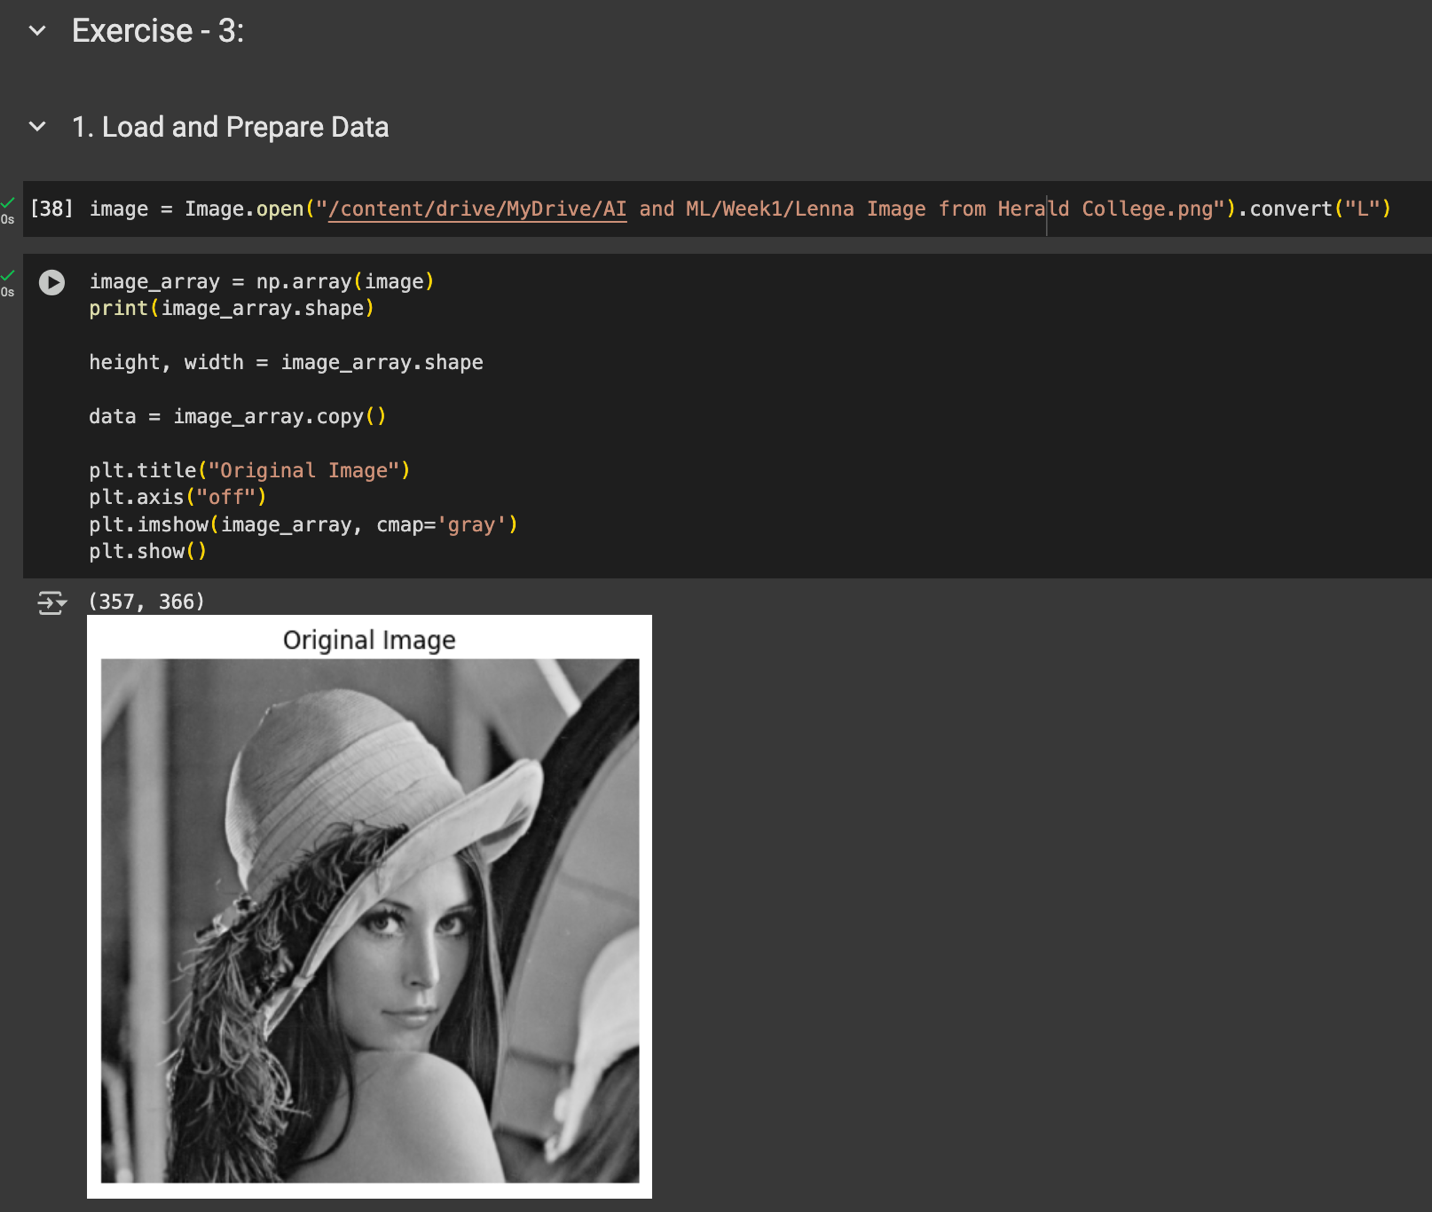 Exercise - 3:
1. Load and Prepare Data
0s
[38] image = Image.open("/content/drive/MyDrive/AI and ML/Week1/Lenna Image from Herald College.png").convert("L")
0s
image_array = np.array(image)
print(image_array.shape)
height, width = image_array.shape
data = image_array.copy()
plt.title("Original Image")
plt.axis("off")
plt.imshow(image_array, cmap='gray')
plt.show()
(357, 366)
Original Image